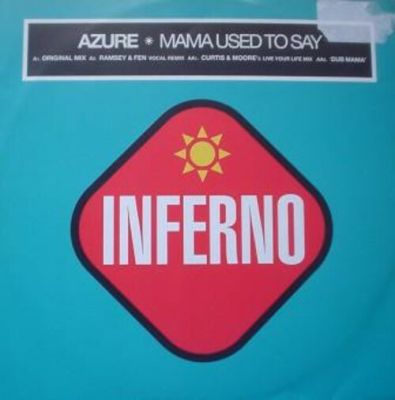 AZURE * MAMA USED TO SAY
A1. ORIGINAL MIX A2. RAMSEY & FEN VOCAL REMIX AA1. CURTIS & MOORE's LIVE YOUR LIFE MIX AA2. 'DUB MAMA'
INFERNO